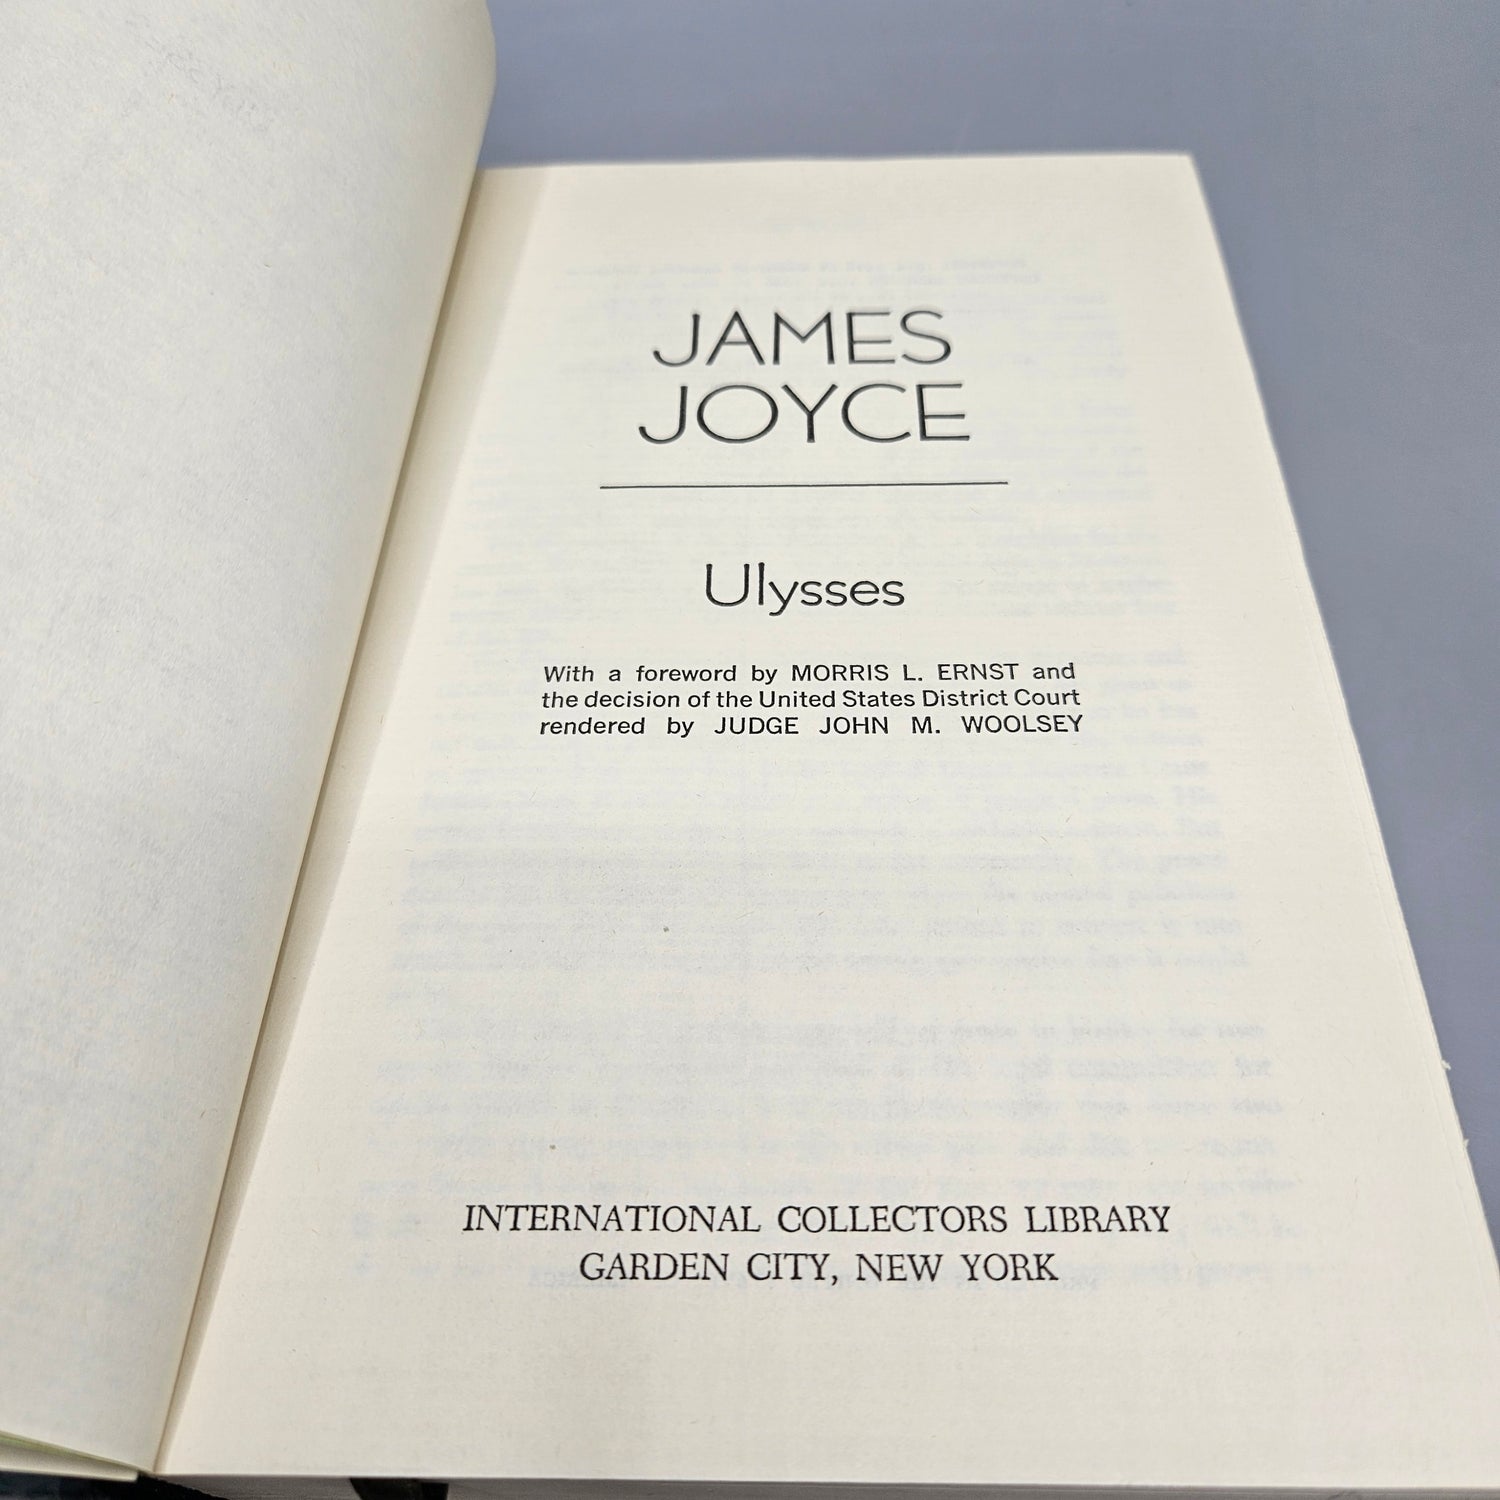 JAMES
JOYCE
Ulysses
With a foreword by MORRIS L. ERNST and
the decision of the United States District Court
rendered by JUDGE JOHN M. WOOLSEY
INTERNATIONAL COLLECTORS LIBRARY
GARDEN CITY, NEW YORK